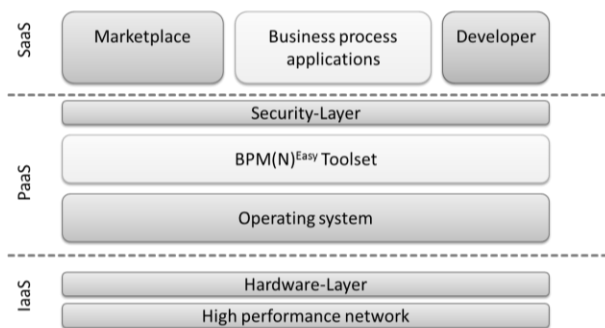 SaaS
Marketplace
Business process
applications
Developer
PaaS
Security-Layer
BPM(N)Easy Toolset
Operating system
IaaS
Hardware-Layer
High performance network